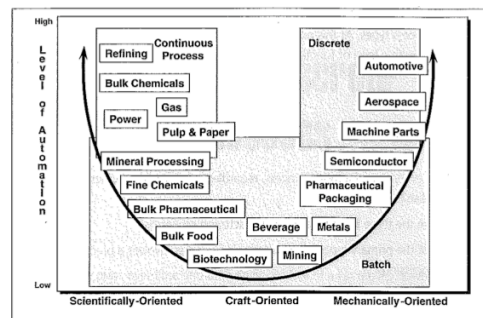 High
Level of Automation
Low
Continuous
Process
Discrete
Refining
Automotive
Bulk Chemicals
Gas
Aerospace
Power
Pulp & Paper
Machine Parts
Mineral Processing
Semiconductor
Fine Chemicals
Pharmaceutical
Packaging
Bulk Pharmaceutical
Beverage
Metals
Bulk Food
Biotechnology
Mining
Batch
Scientifically-Oriented
Craft-Oriented
Mechanically-Oriented